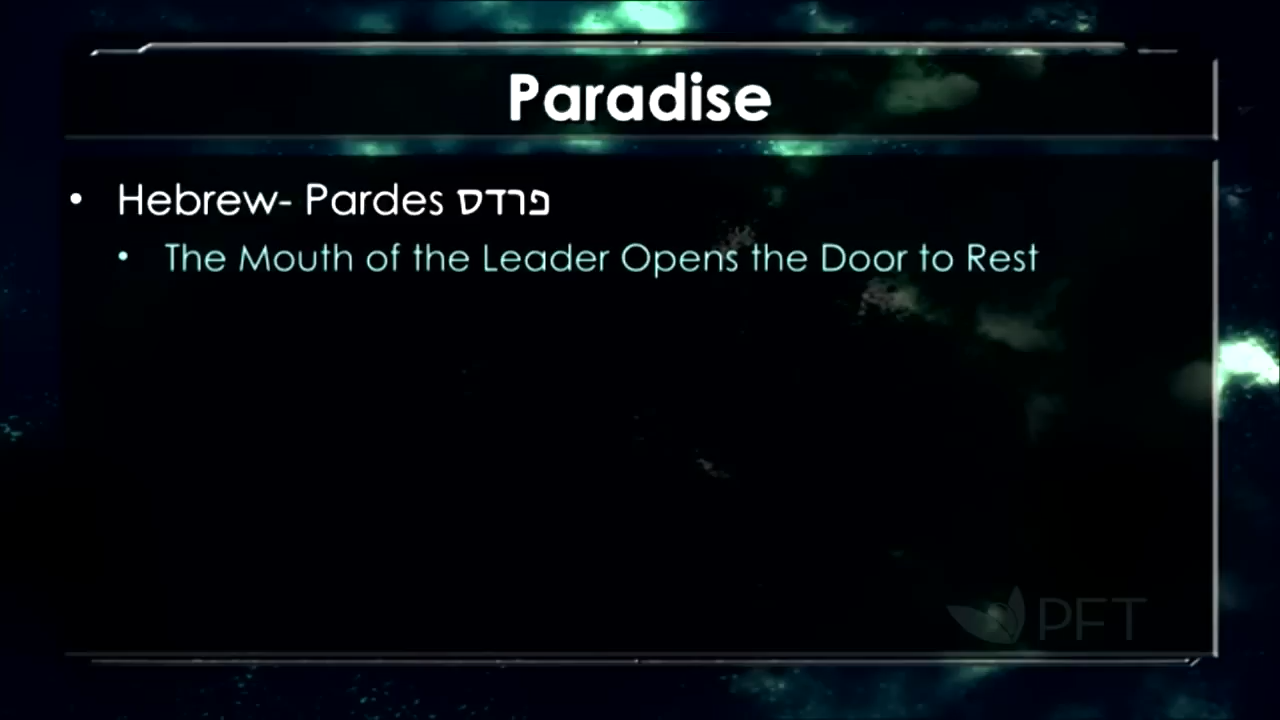 Paradise
• Hebrew- Pardes פרדס
• The Mouth of the Leader Opens the Door to Rest
PFT